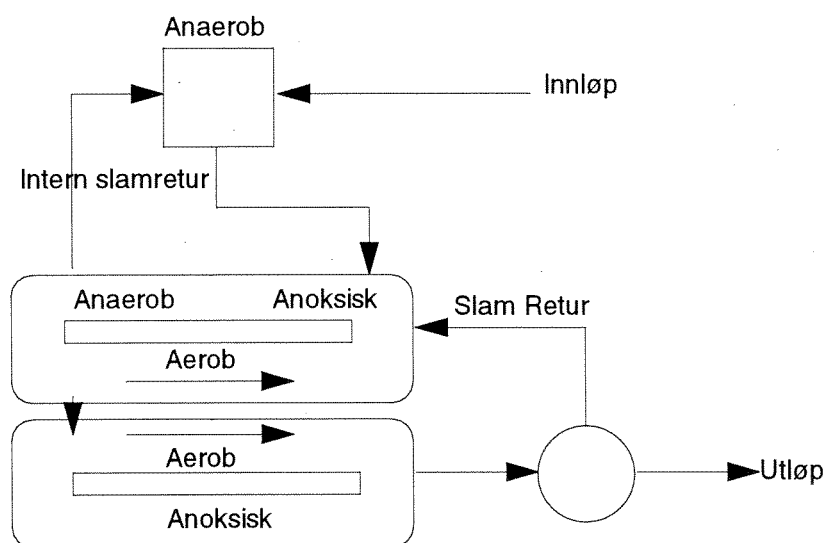 Anaerob
Innløp
Intern slamretur
Anaerob
Anoksisk
Slam Retur
Aerob
Aerob
Utløp
Anoksisk